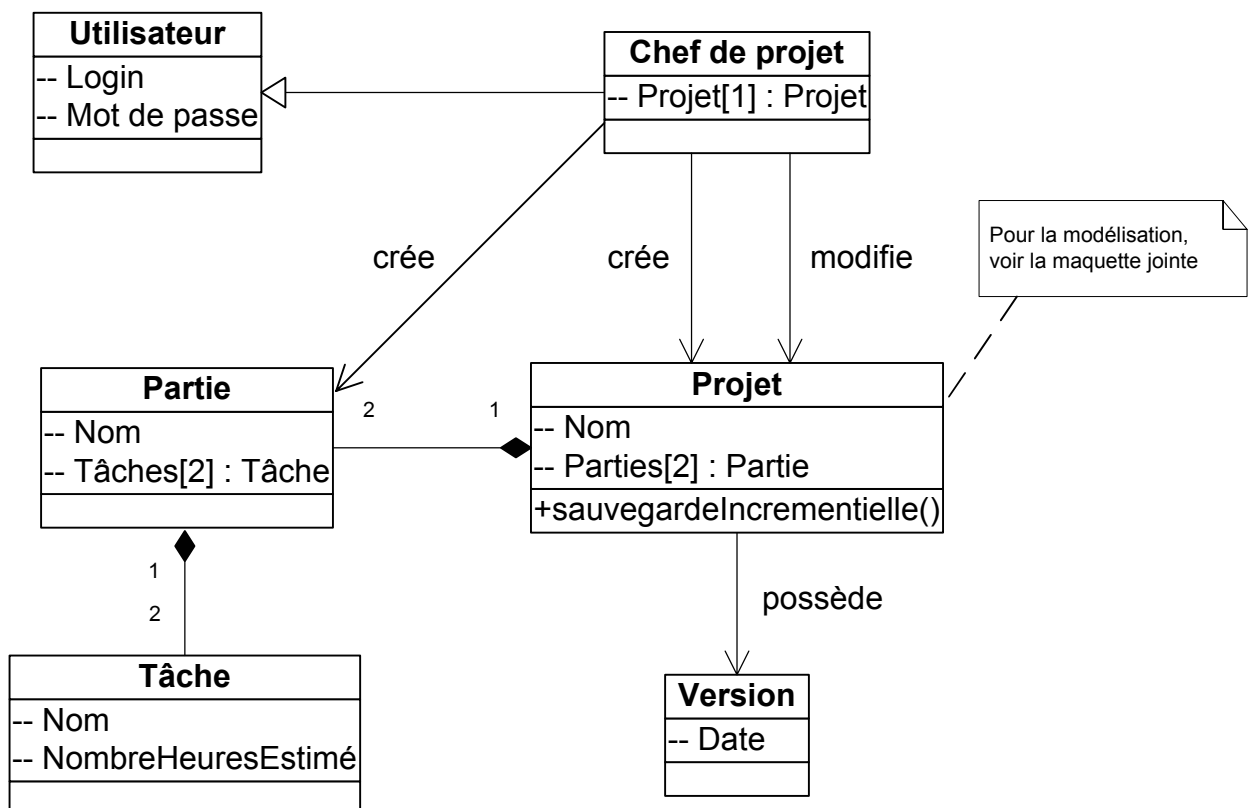 Utilisateur
-- Login
-- Mot de passe
Chef de projet
-- Projet[1] : Projet
crée
crée
modifie
Pour la modélisation,
voir la maquette jointe
Partie
-- Nom
-- Tâches[2] : Tâche
2
1
Projet
-- Nom
-- Parties[2] : Partie
+sauvegardeIncrementielle()
1
2
possède
Tâche
-- Nom
-- NombreHeuresEstimé
Version
-- Date